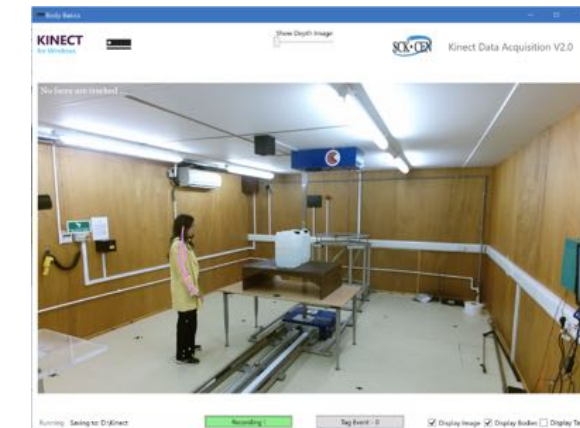 Body Basics
KINECT
for Windows
Show Depth Image
SCK•CEN
Kinect Data Acquisition V2.0
No faces are tracked
Running
Saving to: D:\Kinect
Recording !
Tag Event - 0
Display Image
Display Bodies
Display